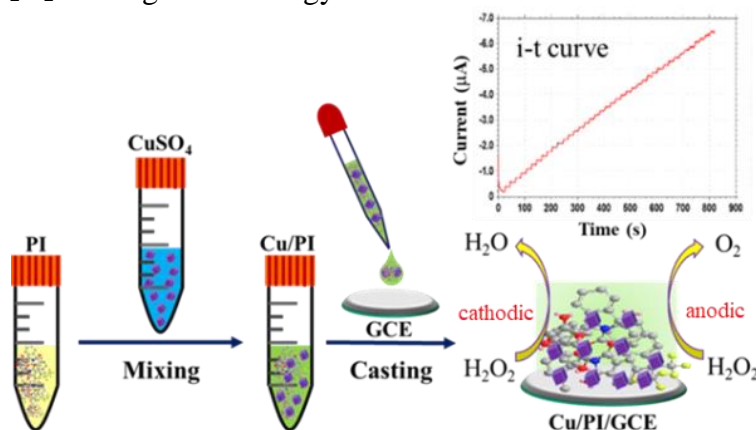 -7.0
-6.0
-5.0
-4.0
-3.0
-2.0
-1.0
0
Current (μA)
i-t curve
0 100 200 300 400 500 600 700 800 900
Time (s)
CuSO₄
PI
Cu/PI
GCE
Mixing
Casting
H₂O
O₂
cathodic
anodic
H₂O₂
H₂O₂
Cu/PI/GCE